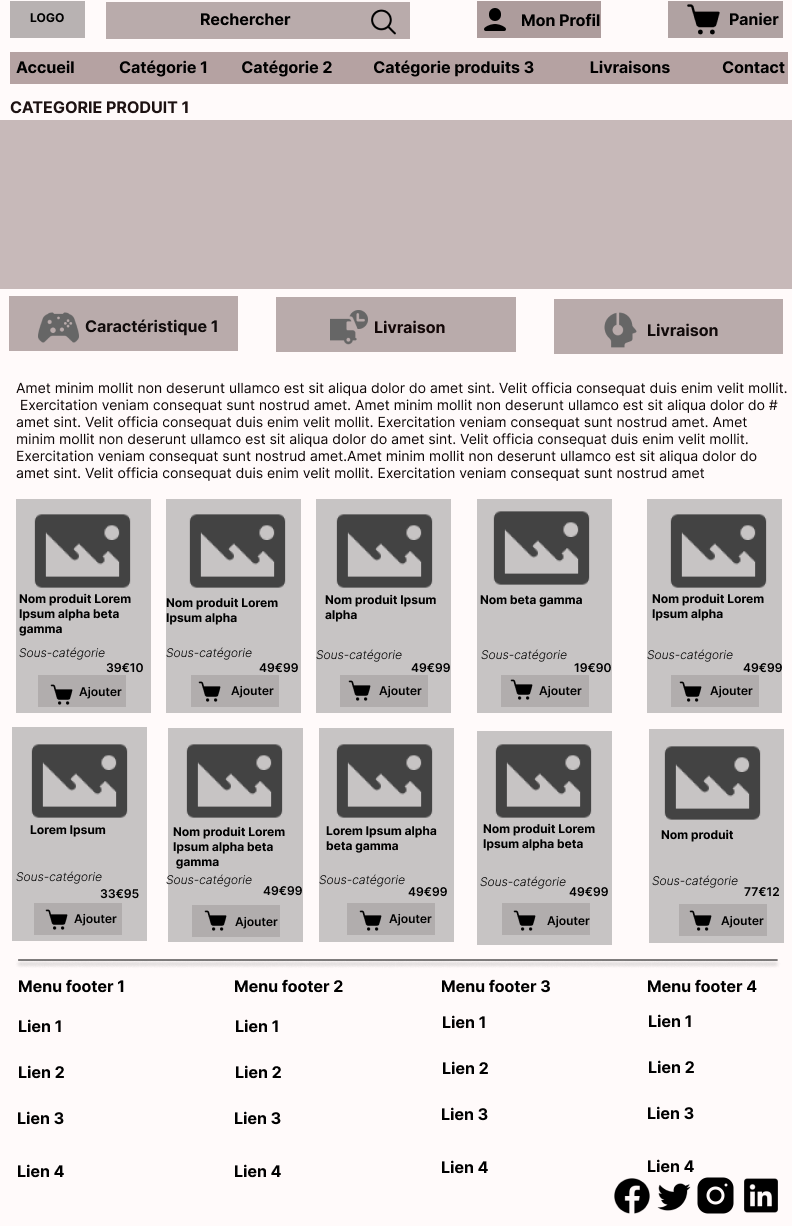 LOGO
Rechercher
Mon Profil
Panier
Accueil
Catégorie 1
Catégorie 2
Catégorie produits 3
Livraisons
Contact
CATEGORIE PRODUIT 1
Caractéristique 1
Livraison
Livraison
Amet minim mollit non deserunt ullamco est sit aliqua dolor do amet sint. Velit officia consequat duis enim velit mollit.
Exercitation veniam consequat sunt nostrud amet. Amet minim mollit non deserunt ullamco est sit aliqua dolor do #
amet sint. Velit officia consequat duis enim velit mollit. Exercitation veniam consequat sunt nostrud amet. Amet
minim mollit non deserunt ullamco est sit aliqua dolor do amet sint. Velit officia consequat duis enim velit mollit.
Exercitation veniam consequat sunt nostrud amet.Amet minim mollit non deserunt ullamco est sit aliqua dolor do
amet sint. Velit officia consequat duis enim velit mollit. Exercitation veniam consequat sunt nostrud amet
Nom produit Lorem
Ipsum alpha beta
gamma
Sous-catégorie
39€10
Ajouter
Nom produit Lorem
Ipsum alpha
Sous-catégorie
49€99
Ajouter
Nom produit Ipsum
alpha
Sous-catégorie
49€99
Ajouter
Nom beta gamma
Sous-catégorie
19€90
Ajouter
Nom produit Lorem
Ipsum alpha
Sous-catégorie
49€99
Ajouter
Lorem Ipsum
Sous-catégorie
33€95
Ajouter
Nom produit Lorem
Ipsum alpha beta
gamma
Sous-catégorie
49€99
Ajouter
Lorem Ipsum alpha
beta gamma
Sous-catégorie
49€99
Ajouter
Nom produit Lorem
Ipsum alpha beta
Sous-catégorie
49€99
Ajouter
Nom produit
Sous-catégorie
77€12
Ajouter
Menu footer 1
Lien 1
Lien 2
Lien 3
Lien 4
Menu footer 2
Lien 1
Lien 2
Lien 3
Lien 4
Menu footer 3
Lien 1
Lien 2
Lien 3
Lien 4
Menu footer 4
Lien 1
Lien 2
Lien 3
Lien 4